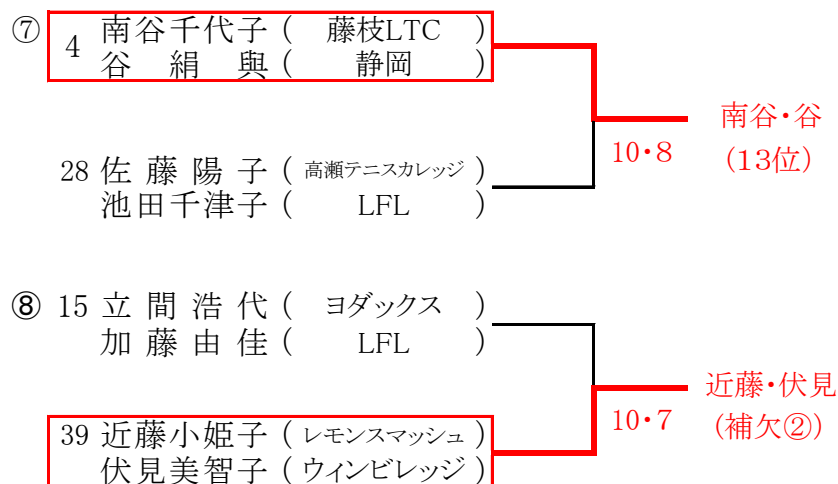 ⑦ 4 南谷千代子 ( 藤枝LTC )
谷 絹 與 ( 静岡 )
南谷・谷
10・8 (13位)
28 佐 藤 陽 子 ( 高瀬テニスカレッジ )
池田千津子 ( LFL )
⑧ 15 立 間 浩 代 ( ヨダックス )
加 藤 由 佳 ( LFL )
近藤・伏見
10・7 (補欠②)
39 近藤小姫子 ( レモンスマッシュ )
伏見美智子 ( ウィンビレッジ )